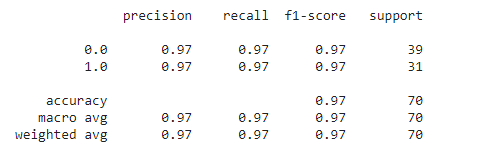 precision recall f1-score support
0.0 0.97 0.97 0.97 39
1.0 0.97 0.97 0.97 31
accuracy 0.97 70
macro avg 0.97 0.97 0.97 70
weighted avg 0.97 0.97 0.97 70